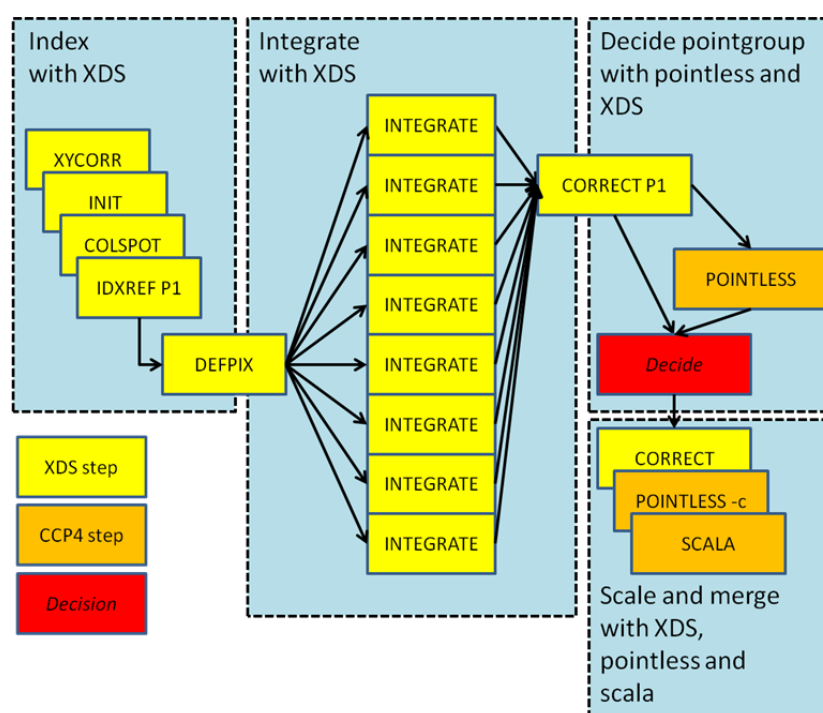 Index
with XDS
XYCORR
INIT
COLSPOT
IDXREF P1
DEFPIX
Integrate
with XDS
INTEGRATE
INTEGRATE
INTEGRATE
INTEGRATE
INTEGRATE
INTEGRATE
INTEGRATE
INTEGRATE
Decide pointgroup
with pointless and
XDS
CORRECT P1
POINTLESS
Decide
CORRECT
POINTLESS -c
SCALA
Scale and merge
with XDS,
pointless and
scala
XDS step
CCP4 step
Decision